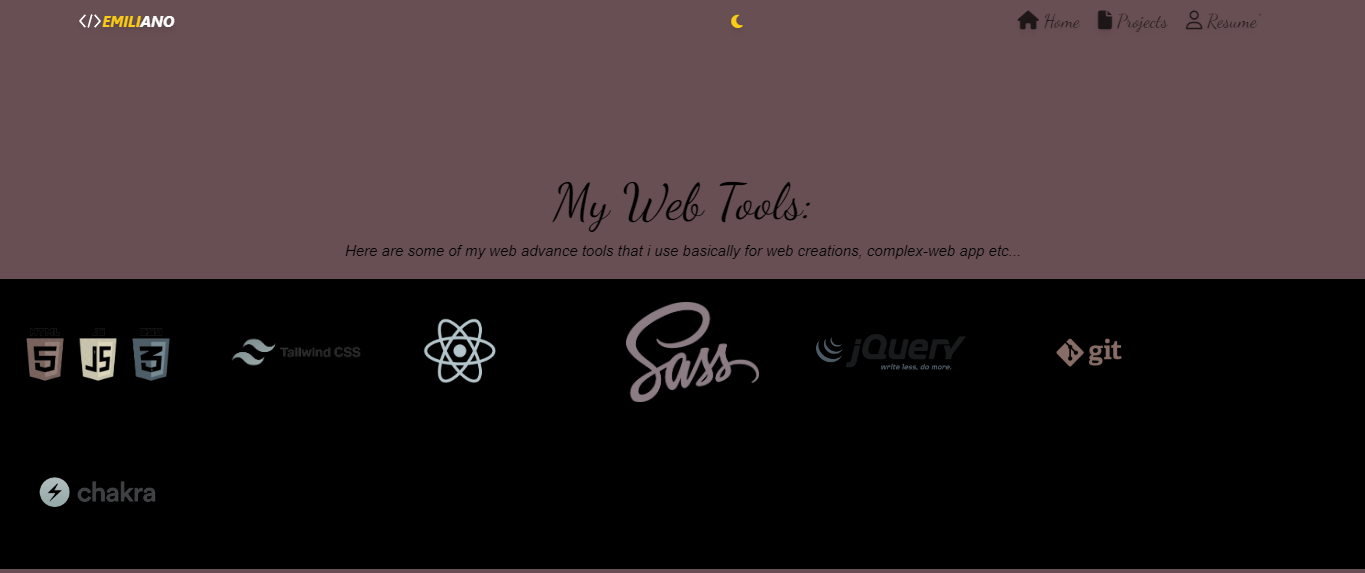 </>EMILIANO
Home Projects Resume'
My Web Tools:
Here are some of my web advance tools that i use basically for web creations, complex-web app etc...
HTML JS CSS
5 JS 3
Tailwind CSS
Sass
jQuery
write less, do more.
git
chakra